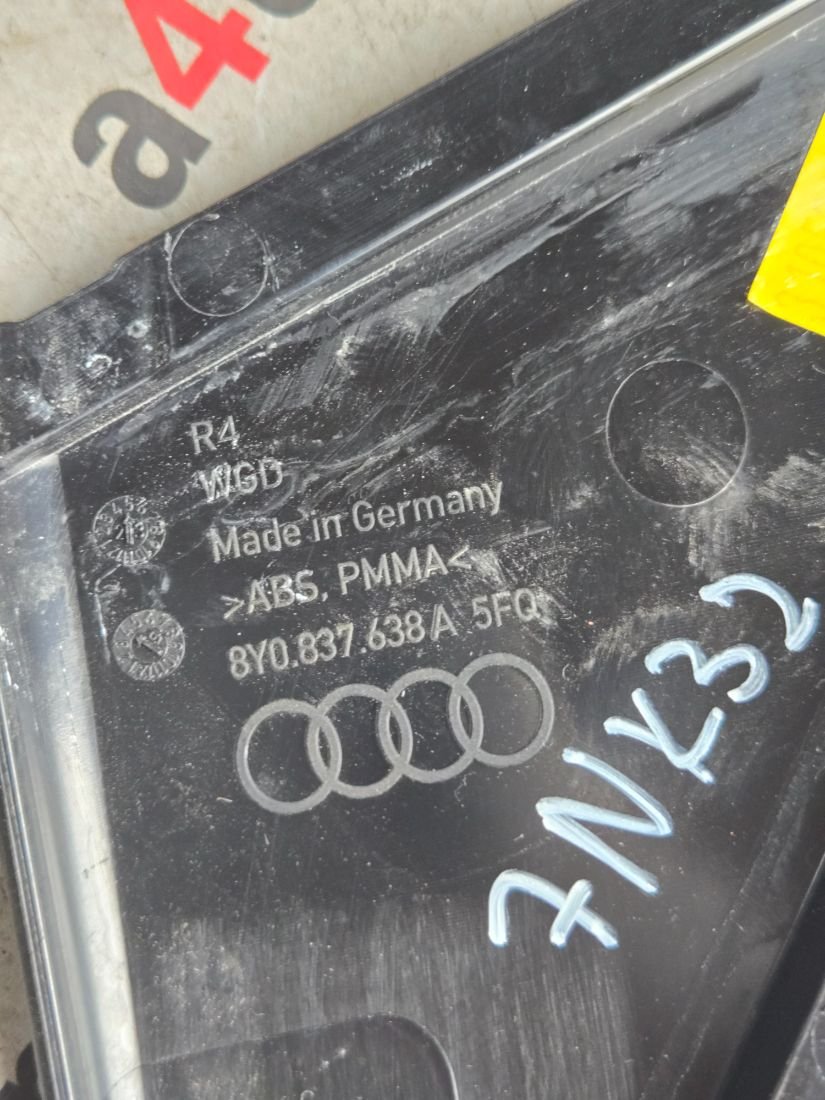 a4
R4
WGD
Made in Germany
>ABS, PMMA<
8Y0.837.638 A 5FQ
7NK32